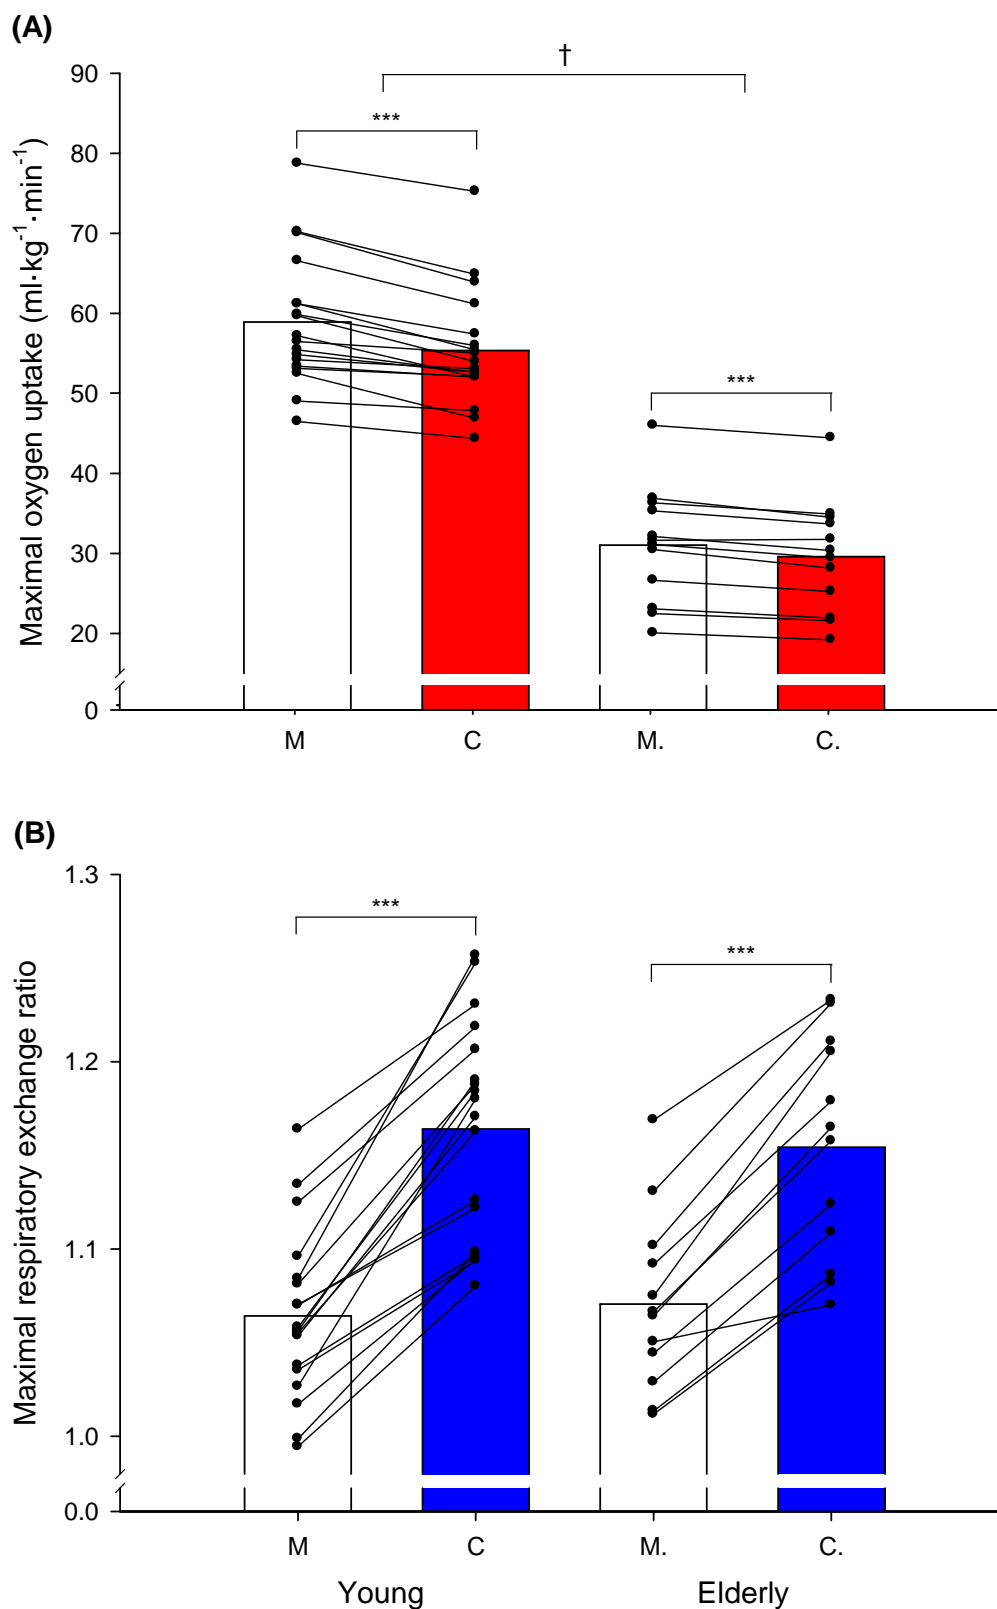 (A)
†
90
***
80
70
60
50
***
40
30
20
0
Maximal oxygen uptake (ml·kg⁻¹·min⁻¹)
M C M. C.
(B)
1.3
***
***
1.2
1.1
1.0
0.0
Maximal respiratory exchange ratio
M C M. C.
Young Elderly